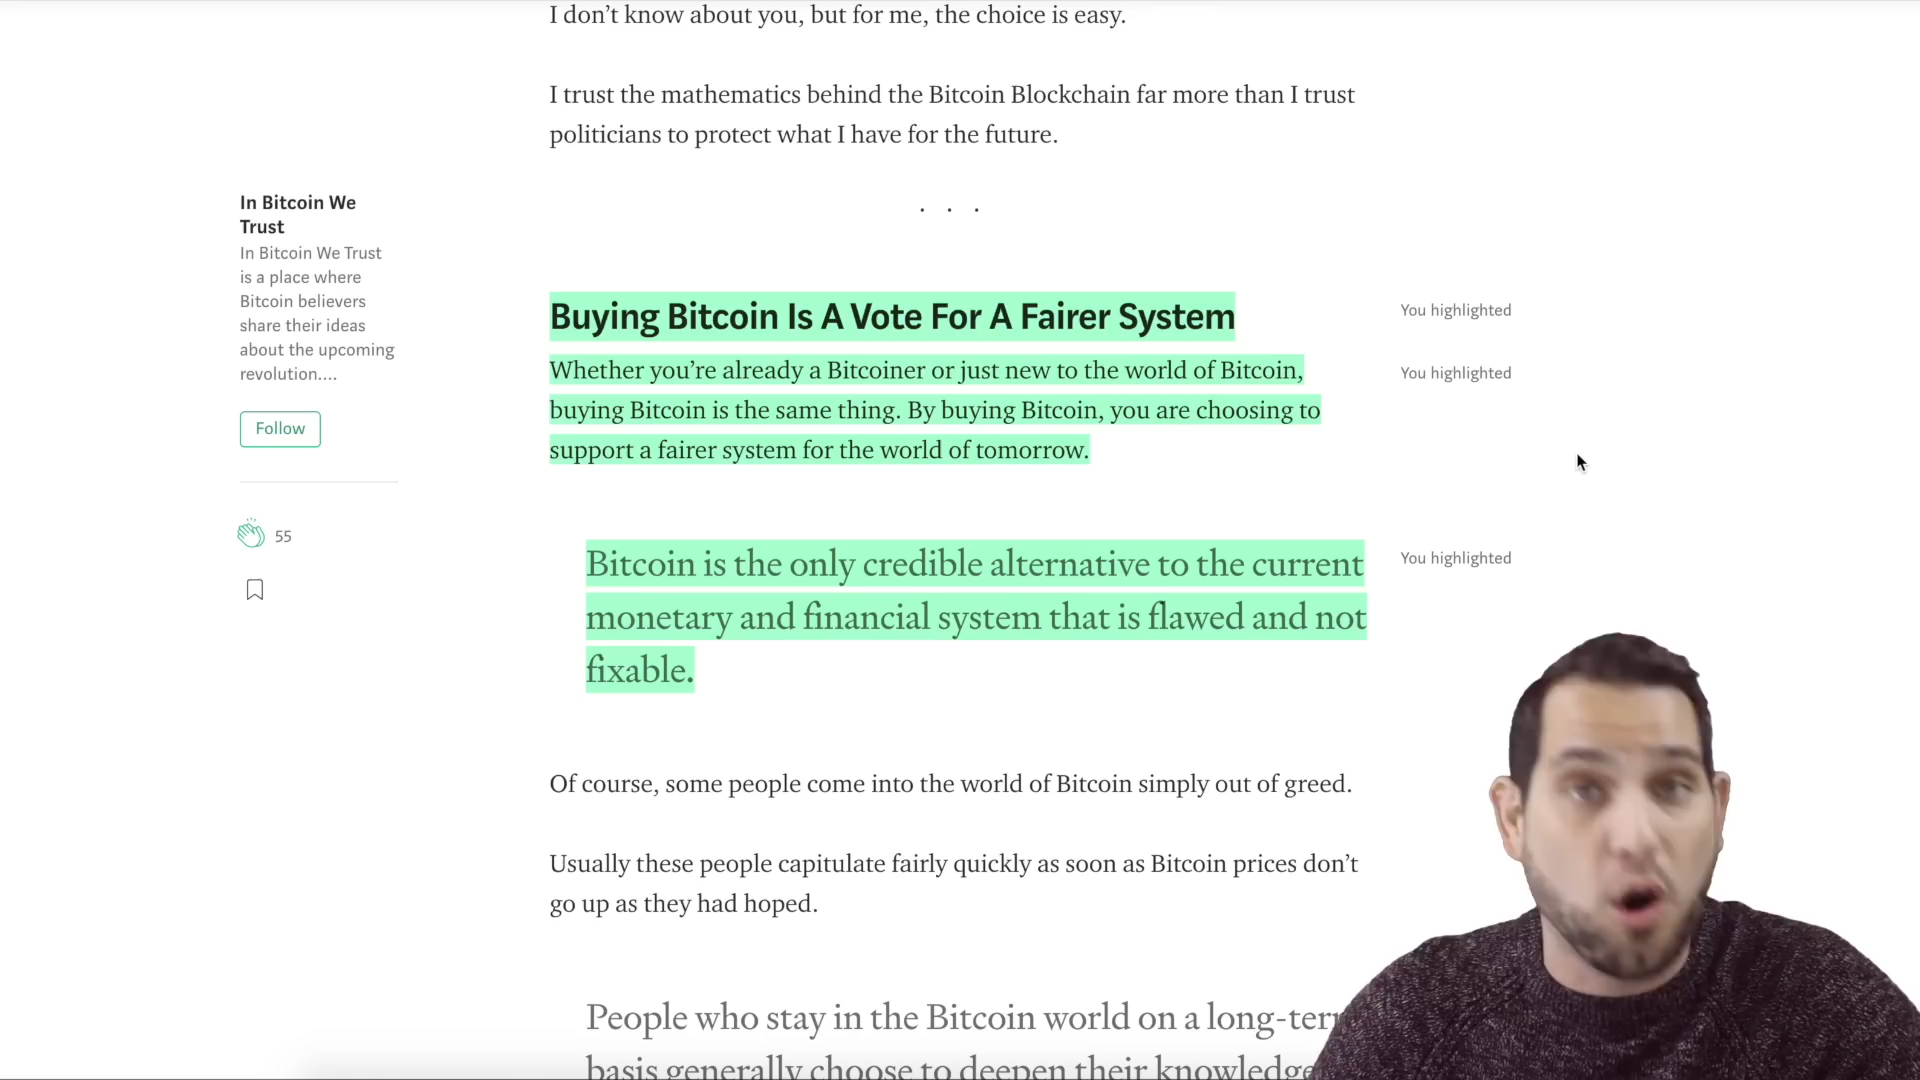 I don’t know about you, but for me, the choice is easy.
I trust the mathematics behind the Bitcoin Blockchain far more than I trust
politicians to protect what I have for the future.
. . .
In Bitcoin We
Trust
In Bitcoin We Trust
is a place where
Bitcoin believers
share their ideas
about the upcoming
revolution....
Follow
55
Buying Bitcoin Is A Vote For A Fairer System
You highlighted
Whether you’re already a Bitcoiner or just new to the world of Bitcoin,
You highlighted
buying Bitcoin is the same thing. By buying Bitcoin, you are choosing to
support a fairer system for the world of tomorrow.
Bitcoin is the only credible alternative to the current
You highlighted
monetary and financial system that is flawed and not
fixable.
Of course, some people come into the world of Bitcoin simply out of greed.
Usually these people capitulate fairly quickly as soon as Bitcoin prices don’t
go up as they had hoped.
People who stay in the Bitcoin world on a long-ter
basis generally choose to deepen their knowledge